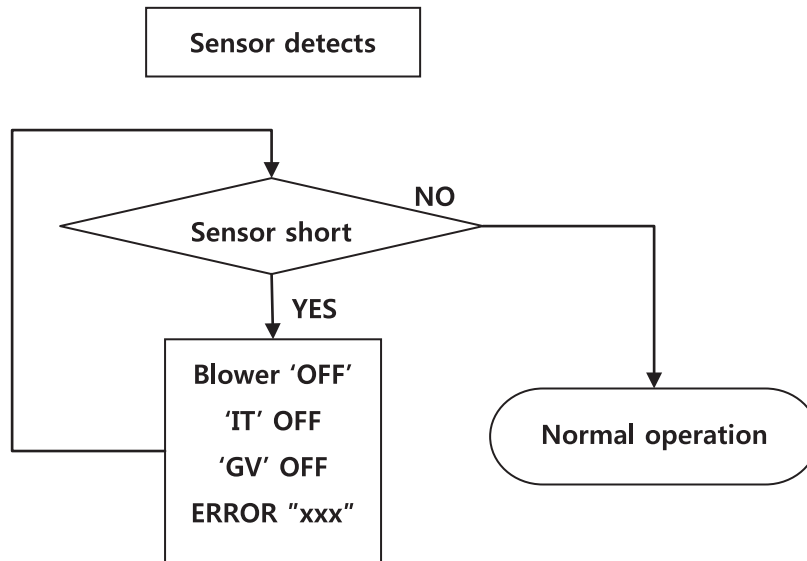 Sensor detects
NO
Sensor short
YES
Blower ‘OFF’
‘IT’ OFF
‘GV’ OFF
ERROR ”xxx”
Normal operation